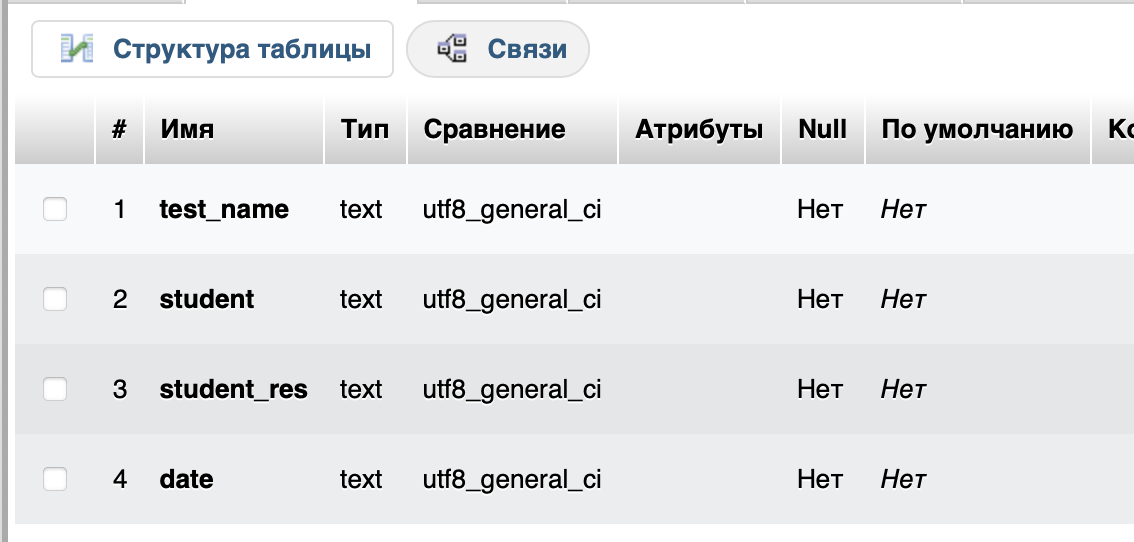 Структура таблицы Связи
# Имя Тип Сравнение Атрибуты Null По умолчанию
1 test_name text utf8_general_ci Нет Нет
2 student text utf8_general_ci Нет Нет
3 student_res text utf8_general_ci Нет Нет
4 date text utf8_general_ci Нет Нет